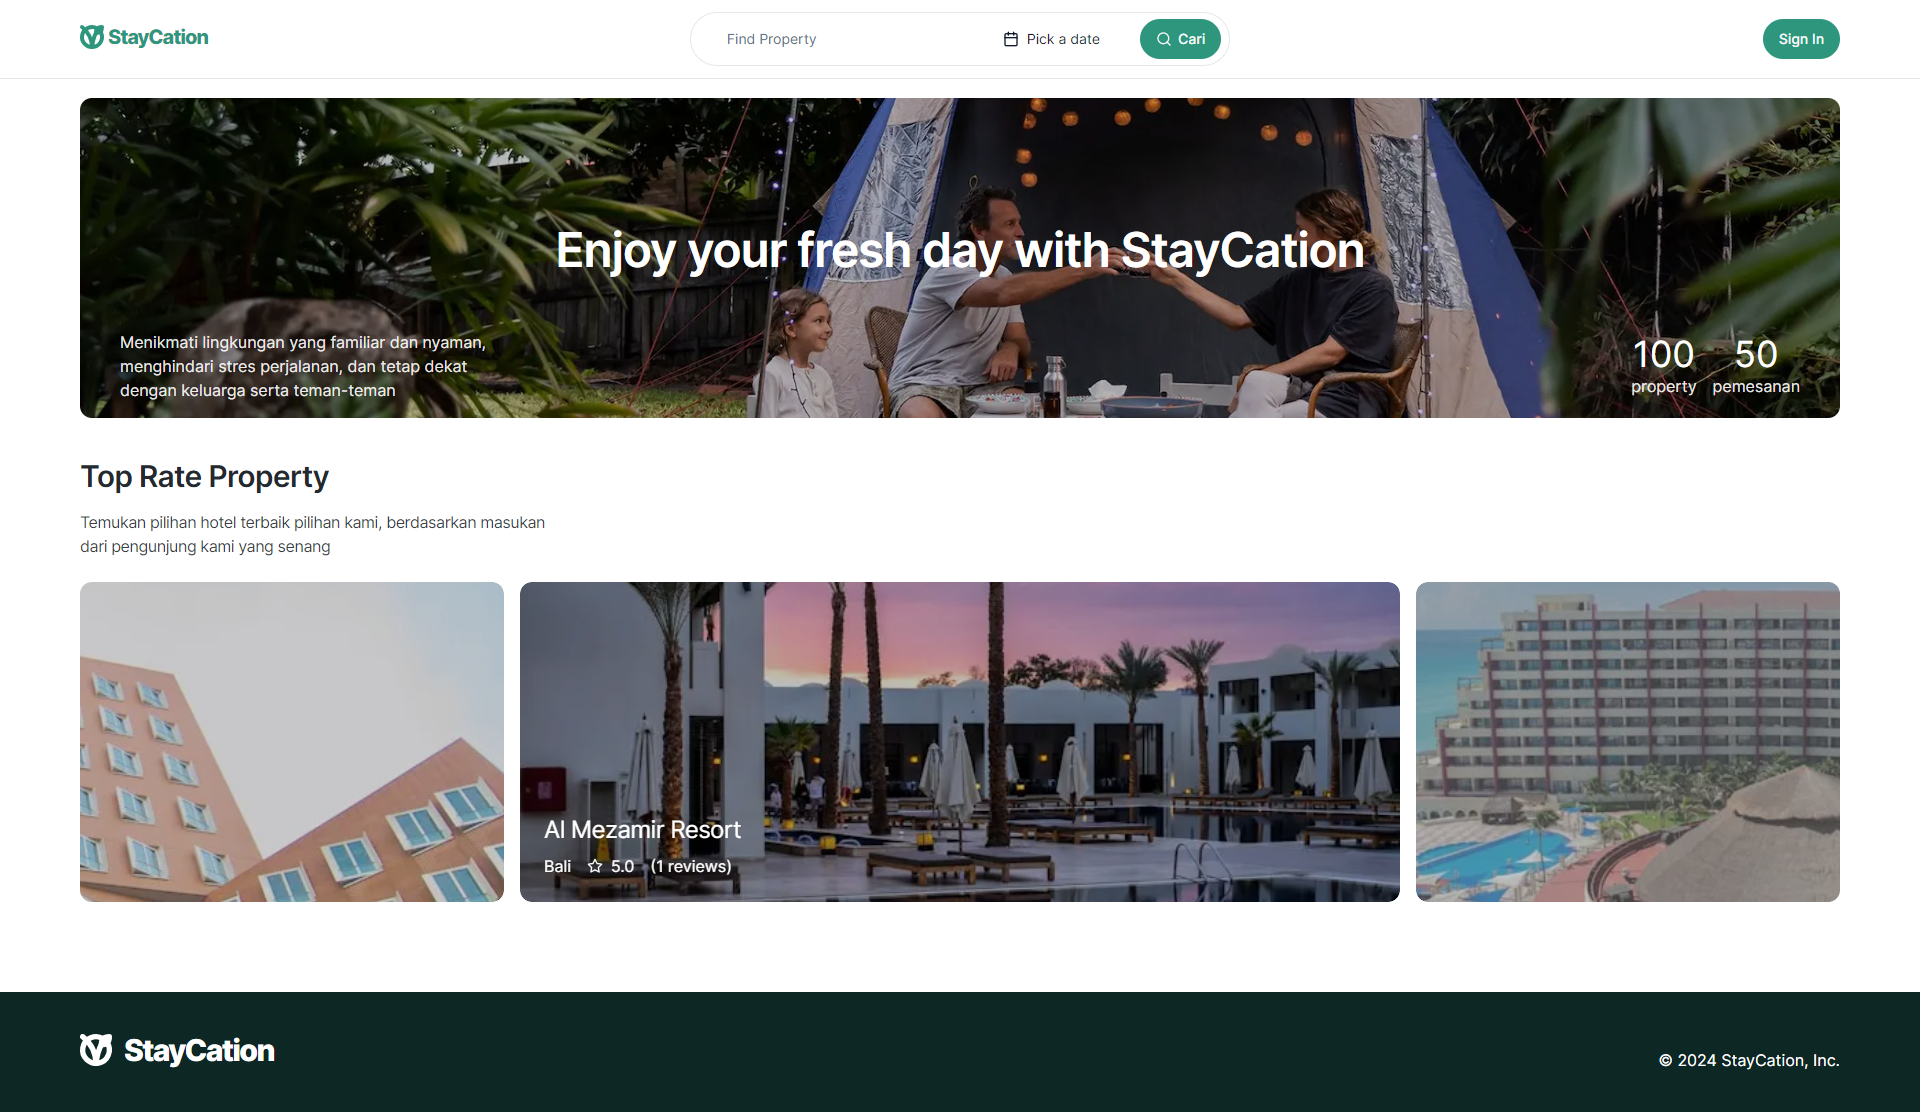 StayCation
Find Property
Pick a date
Cari
Sign In
Enjoy your fresh day with StayCation
Menikmati lingkungan yang familiar dan nyaman,
menghindari stres perjalanan, dan tetap dekat
dengan keluarga serta teman-teman
100
property
50
pemesanan
Top Rate Property
Temukan pilihan hotel terbaik pilihan kami, berdasarkan masukan
dari pengunjung kami yang senang
Al Mezamir Resort
Bali 5.0 (1 reviews)
StayCation
© 2024 StayCation, Inc.